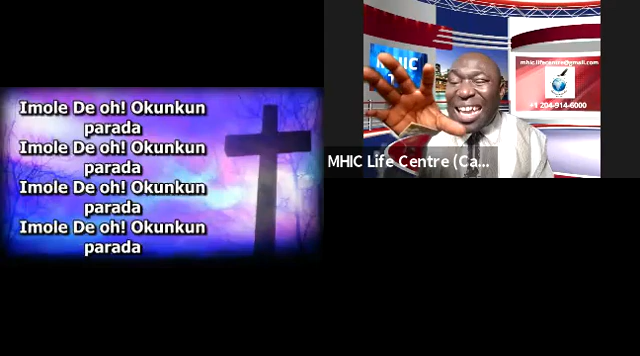 Imole De oh! Okunkun
parada
Imole De oh! Okunkun
parada
Imole De oh! Okunkun
parada
Imole De oh! Okunkun
parada
MHIC
mhic.lifecentre@gmail.com
+1 204-914-6000
MHIC Life Centre (Ca...